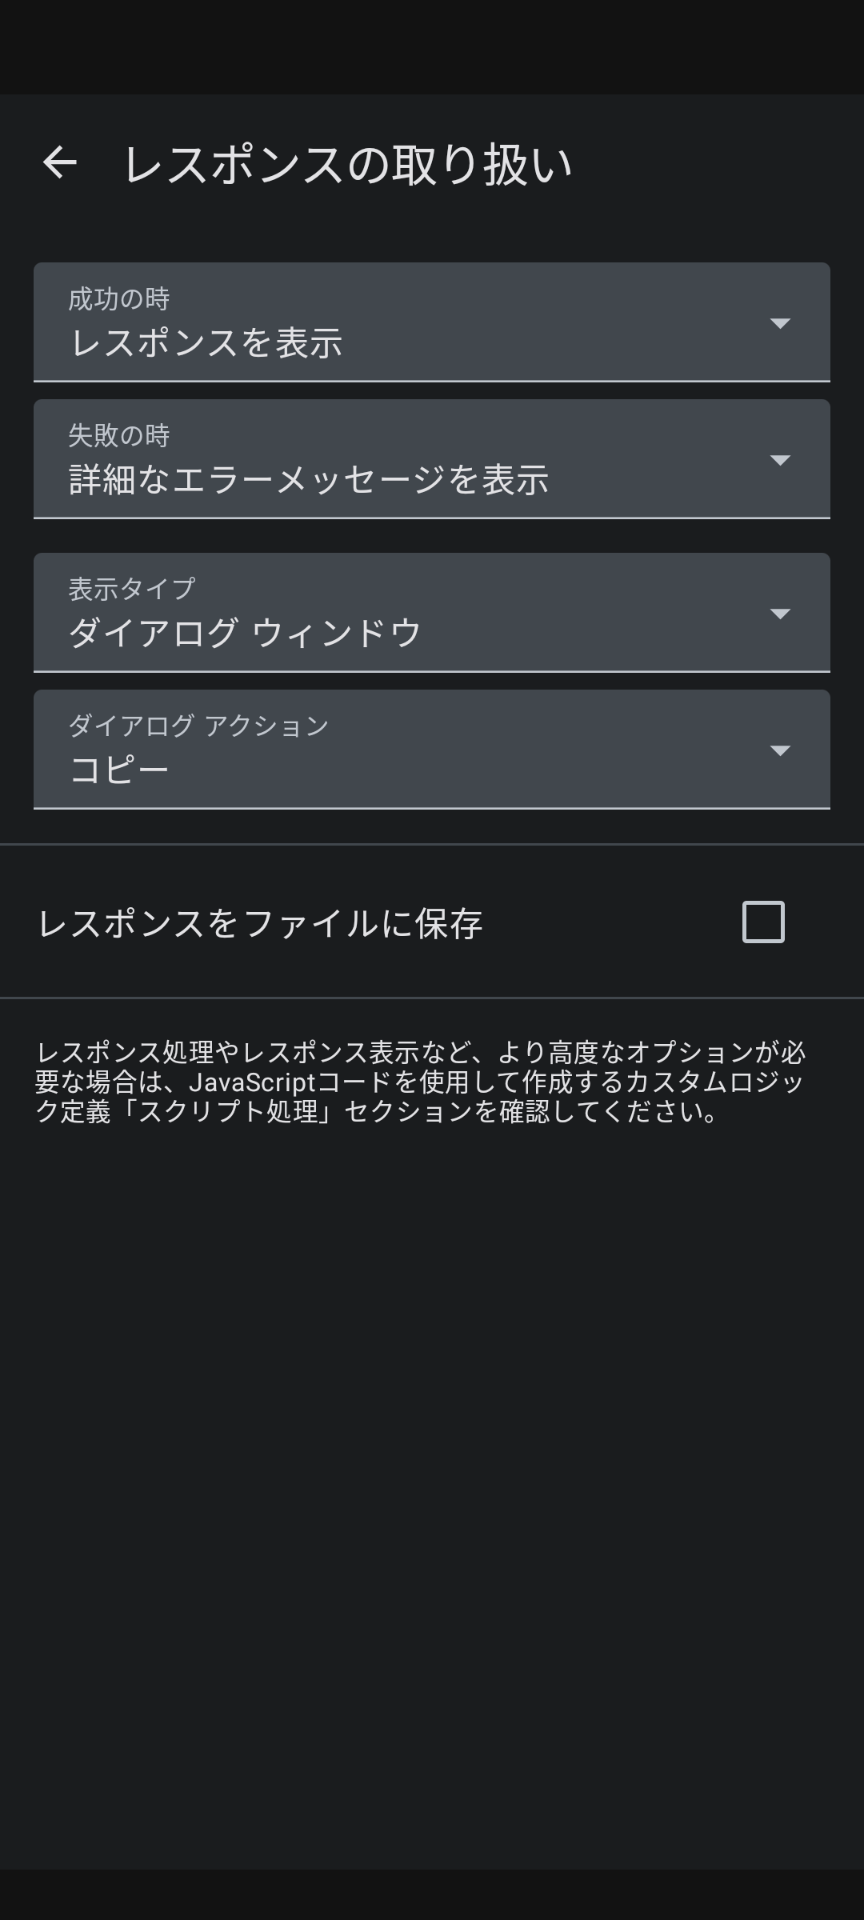 レスポンスの取り扱い
成功の時
レスポンスを表示
失敗の時
詳細なエラーメッセージを表示
表示タイプ
ダイアログ ウィンドウ
ダイアログ アクション
コピー
レスポンスをファイルに保存
レスポンス処理やレスポンス表示など、より高度なオプションが必
要な場合は、JavaScriptコードを使用して作成するカスタムロジッ
ク定義「スクリプト処理」セクションを確認してください。